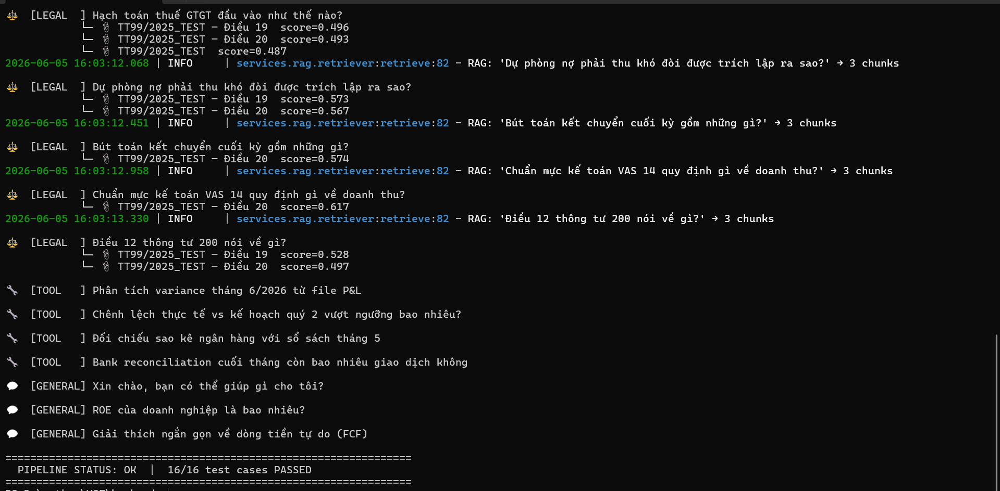 [LEGAL  ] Hạch toán thuế GTGT đầu vào như thế nào?
└─ TT99/2025_TEST — Điều 19  score=0.496
└─ TT99/2025_TEST — Điều 20  score=0.493
└─ TT99/2025_TEST  score=0.487
2026-06-05 16:03:12.068 | INFO     | services.rag.retriever:retrieve:82 - RAG: 'Dự phòng nợ phải thu khó đòi được trích lập ra sao?' → 3 chunks
[LEGAL  ] Dự phòng nợ phải thu khó đòi được trích lập ra sao?
└─ TT99/2025_TEST — Điều 19  score=0.573
└─ TT99/2025_TEST — Điều 20  score=0.567
2026-06-05 16:03:12.451 | INFO     | services.rag.retriever:retrieve:82 - RAG: 'Bút toán kết chuyển cuối kỳ gồm những gì?' → 3 chunks
[LEGAL  ] Bút toán kết chuyển cuối kỳ gồm những gì?
└─ TT99/2025_TEST — Điều 20  score=0.574
2026-06-05 16:03:12.958 | INFO     | services.rag.retriever:retrieve:82 - RAG: 'Chuẩn mực kế toán VAS 14 quy định gì về doanh thu?' → 3 chunks
[LEGAL  ] Chuẩn mực kế toán VAS 14 quy định gì về doanh thu?
└─ TT99/2025_TEST — Điều 20  score=0.617
2026-06-05 16:03:13.330 | INFO     | services.rag.retriever:retrieve:82 - RAG: 'Điều 12 thông tư 200 nói về gì?' → 3 chunks
[LEGAL  ] Điều 12 thông tư 200 nói về gì?
└─ TT99/2025_TEST — Điều 19  score=0.528
└─ TT99/2025_TEST — Điều 20  score=0.497
[TOOL   ] Phân tích variance tháng 6/2026 từ file P&L
[TOOL   ] Chênh lệch thực tế vs kế hoạch quý 2 vượt ngưỡng bao nhiêu?
[TOOL   ] Đối chiếu sao kê ngân hàng với sổ sách tháng 5
[TOOL   ] Bank reconciliation cuối tháng còn bao nhiêu giao dịch không
[GENERAL] Xin chào, bạn có thể giúp gì cho tôi?
[GENERAL] ROE của doanh nghiệp là bao nhiêu?
[GENERAL] Giải thích ngắn gọn về dòng tiền tự do (FCF)
=================================================================
PIPELINE STATUS: OK  |  16/16 test cases PASSED
=================================================================